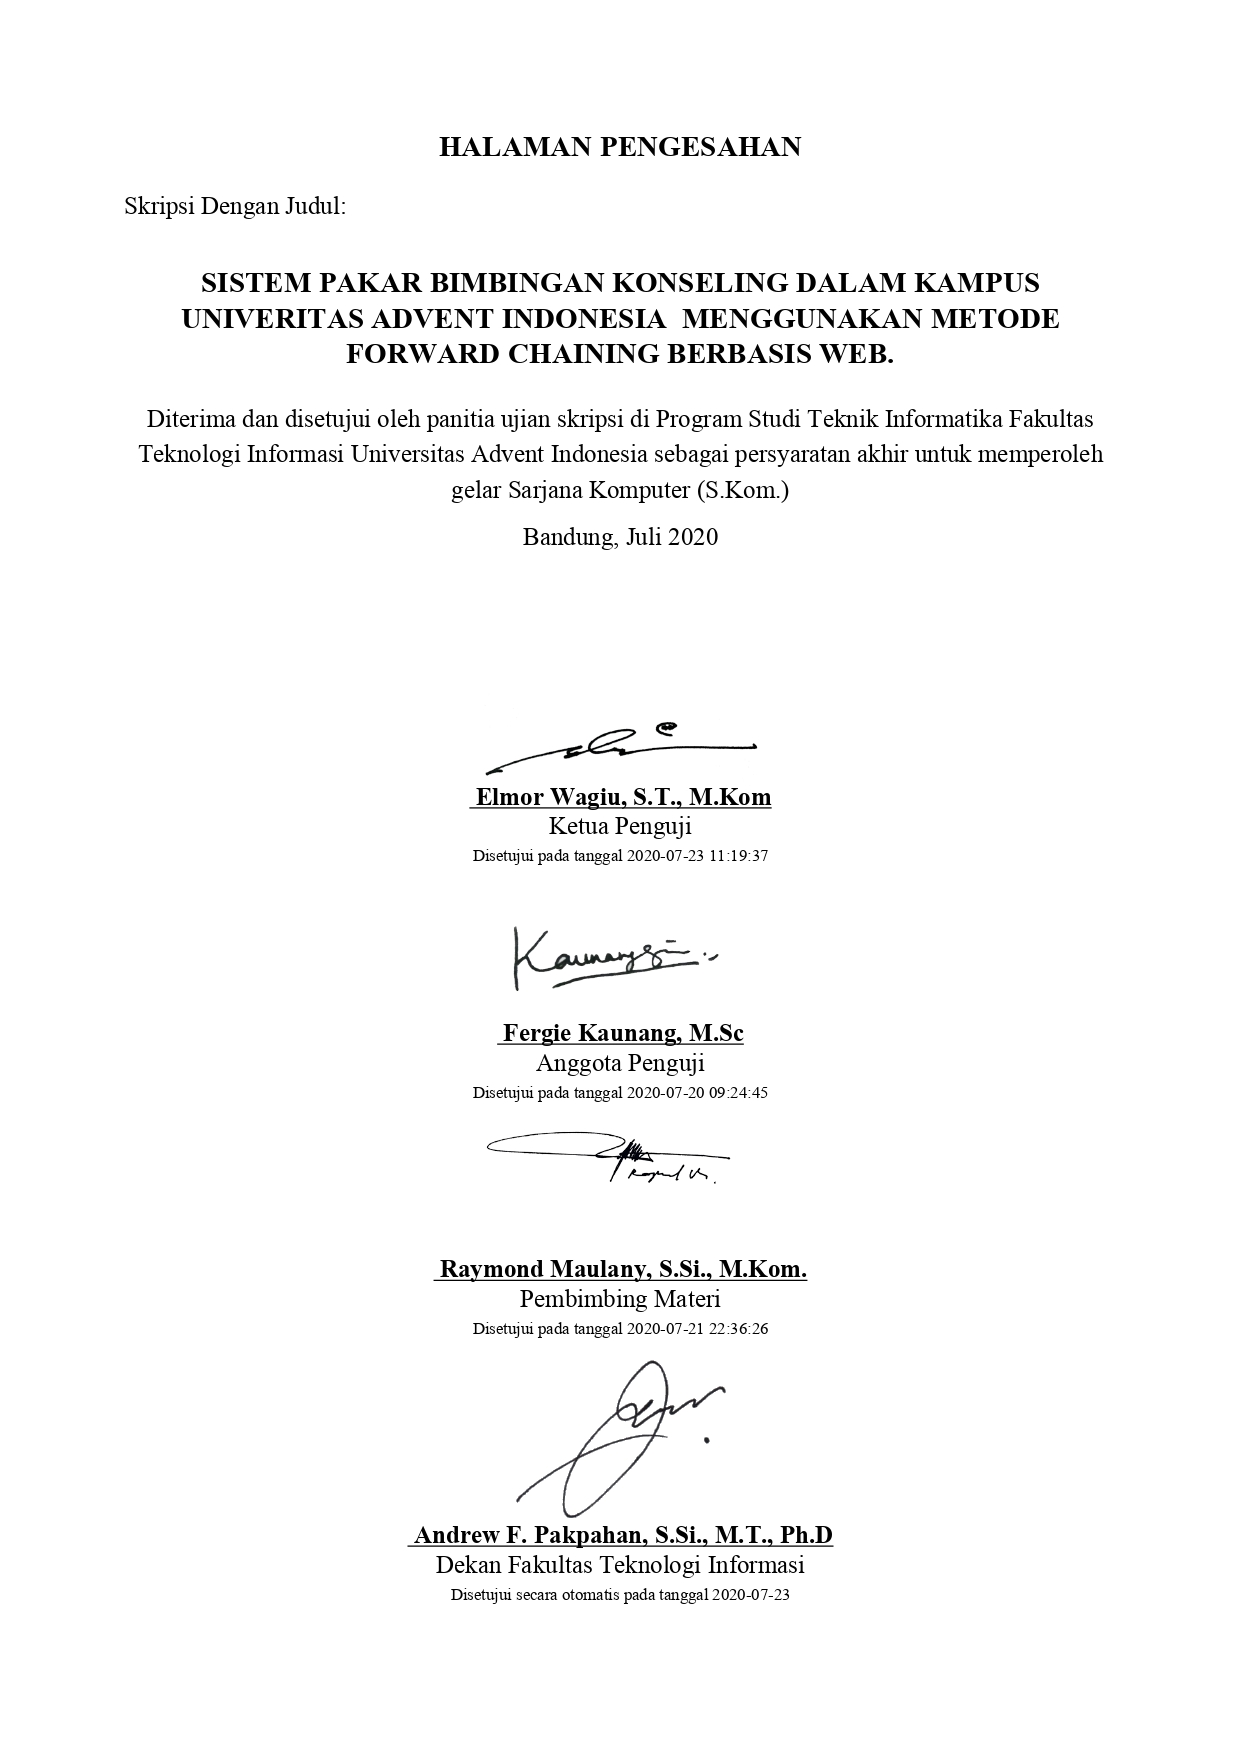 HALAMAN PENGESAHAN
Skripsi Dengan Judul:
SISTEM PAKAR BIMBINGAN KONSELING DALAM KAMPUS
UNIVERITAS ADVENT INDONESIA MENGGUNAKAN METODE
FORWARD CHAINING BERBASIS WEB.
Diterima dan disetujui oleh panitia ujian skripsi di Program Studi Teknik Informatika Fakultas
Teknologi Informasi Universitas Advent Indonesia sebagai persyaratan akhir untuk memperoleh
gelar Sarjana Komputer (S.Kom.)
Bandung, Juli 2020
Elmor Wagiu, S.T., M.Kom
Ketua Penguji
Disetujui pada tanggal 2020-07-23 11:19:37
Fergie Kaunang, M.Sc
Anggota Penguji
Disetujui pada tanggal 2020-07-20 09:24:45
Raymond Maulany, S.Si., M.Kom.
Pembimbing Materi
Disetujui pada tanggal 2020-07-21 22:36:26
Andrew F. Pakpahan, S.Si., M.T., Ph.D
Dekan Fakultas Teknologi Informasi
Disetujui secara otomatis pada tanggal 2020-07-23